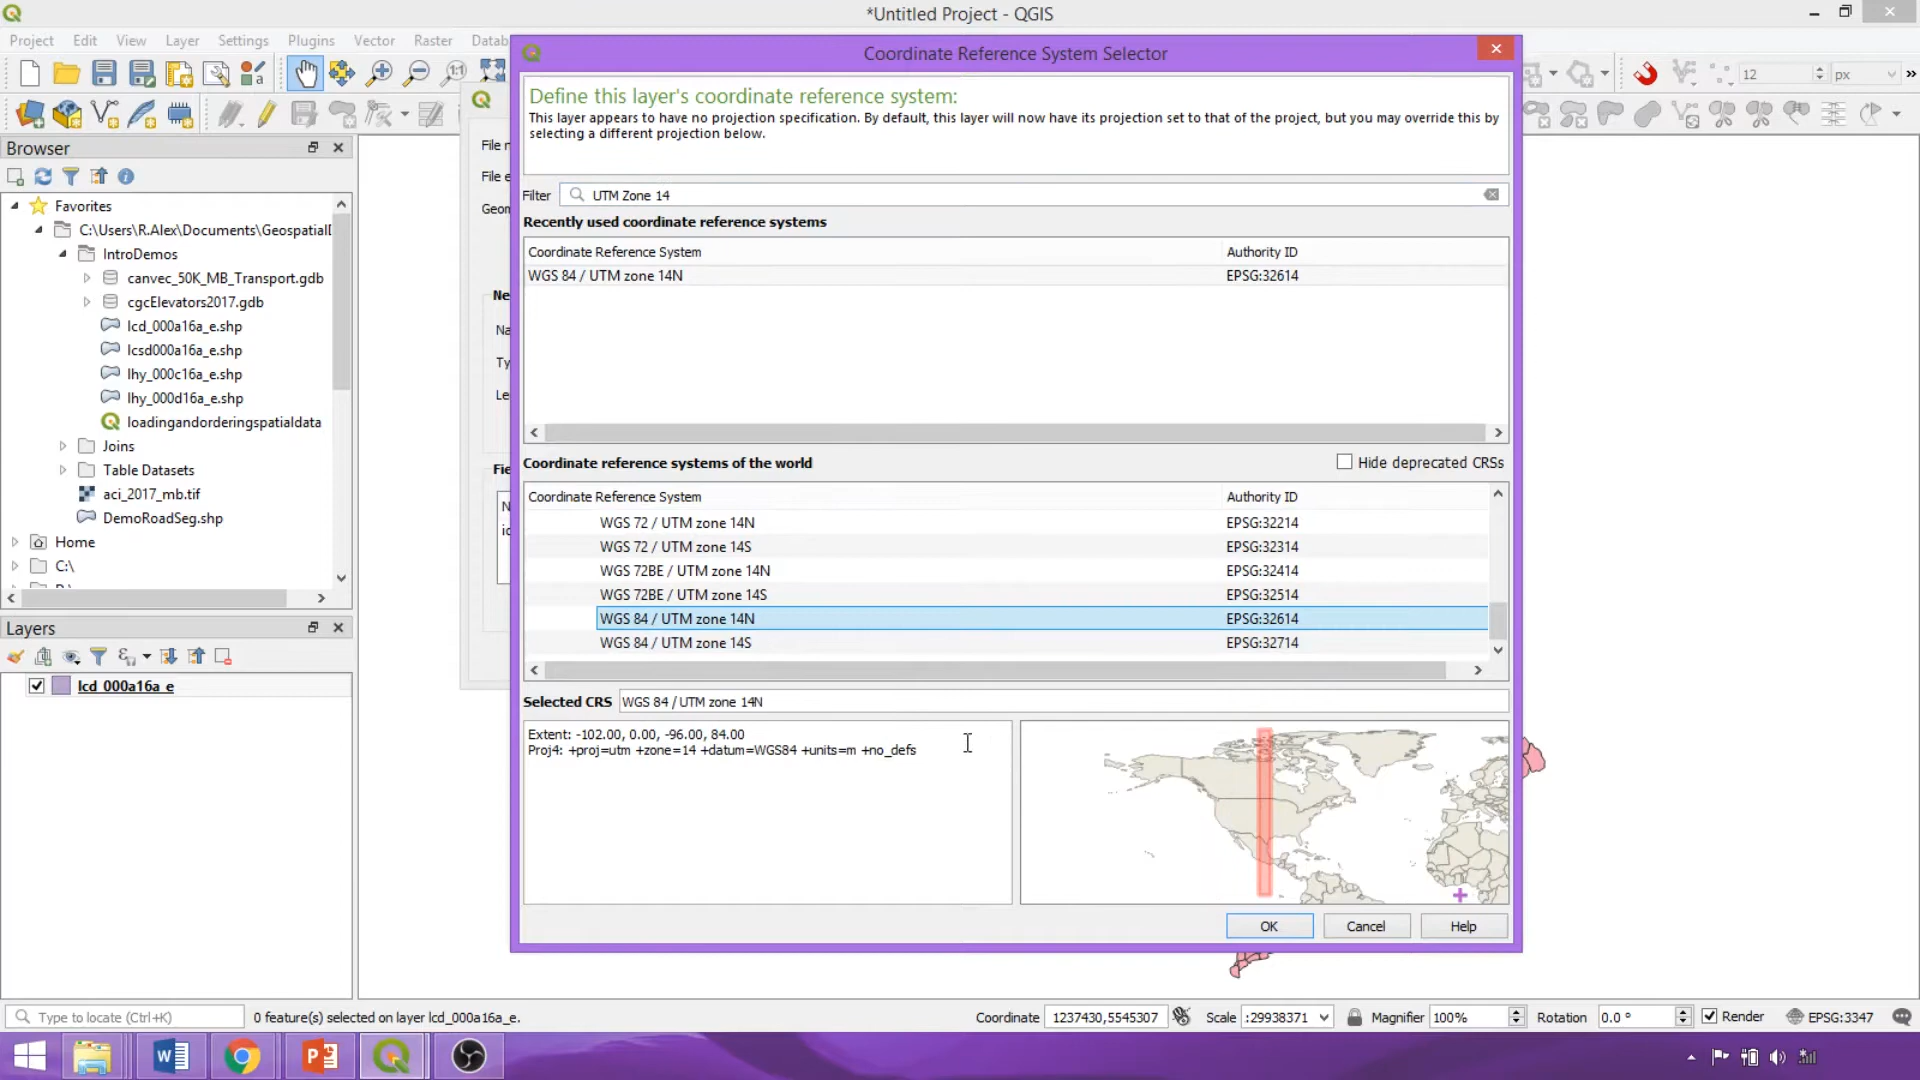 *Untitled Project - QGIS
Project Edit View Layer Settings Plugins Vector Raster Datab
Coordinate Reference System Selector
12 px
Define this layer's coordinate reference system:
This layer appears to have no projection specification. By default, this layer will now have its projection set to that of the project, but you may override this by
selecting a different projection below.
Browser
File n
File e
Geon
Filter UTM Zone 14
Recently used coordinate reference systems
Coordinate Reference System Authority ID
WGS 84 / UTM zone 14N EPSG:32614
Favorites
C:\Users\R.Alex\Documents\Geospatial
IntroDemos
canvec_50K_MB_Transport.gdb
cgcElevators2017.gdb
lcd_000a16a_e.shp
lcsd000a16a_e.shp
lhy_000c16a_e.shp
lhy_000d16a_e.shp
loadingandorderingspatialdata
Joins
Table Datasets
aci_2017_mb.tif
DemoRoadSeg.shp
Home
C:\
Ne
Na
Ty
Le
Fie
N
Coordinate reference systems of the world Hide deprecated CRSs
Coordinate Reference System Authority ID
WGS 72 / UTM zone 14N EPSG:32214
WGS 72 / UTM zone 14S EPSG:32314
WGS 72BE / UTM zone 14N EPSG:32414
WGS 72BE / UTM zone 14S EPSG:32514
WGS 84 / UTM zone 14N EPSG:32614
WGS 84 / UTM zone 14S EPSG:32714
Selected CRS WGS 84 / UTM zone 14N
Extent: -102.00, 0.00, -96.00, 84.00
Proj4: +proj=utm +zone=14 +datum=WGS84 +units=m +no_defs
OK Cancel Help
Layers
lcd_000a16a_e
Type to locate (Ctrl+K) 0 feature(s) selected on layer lcd_000a16a_e. Coordinate 1237430,5545307 Scale :29938371 Magnifier 100% Rotation 0.0 ° Render EPSG:3347